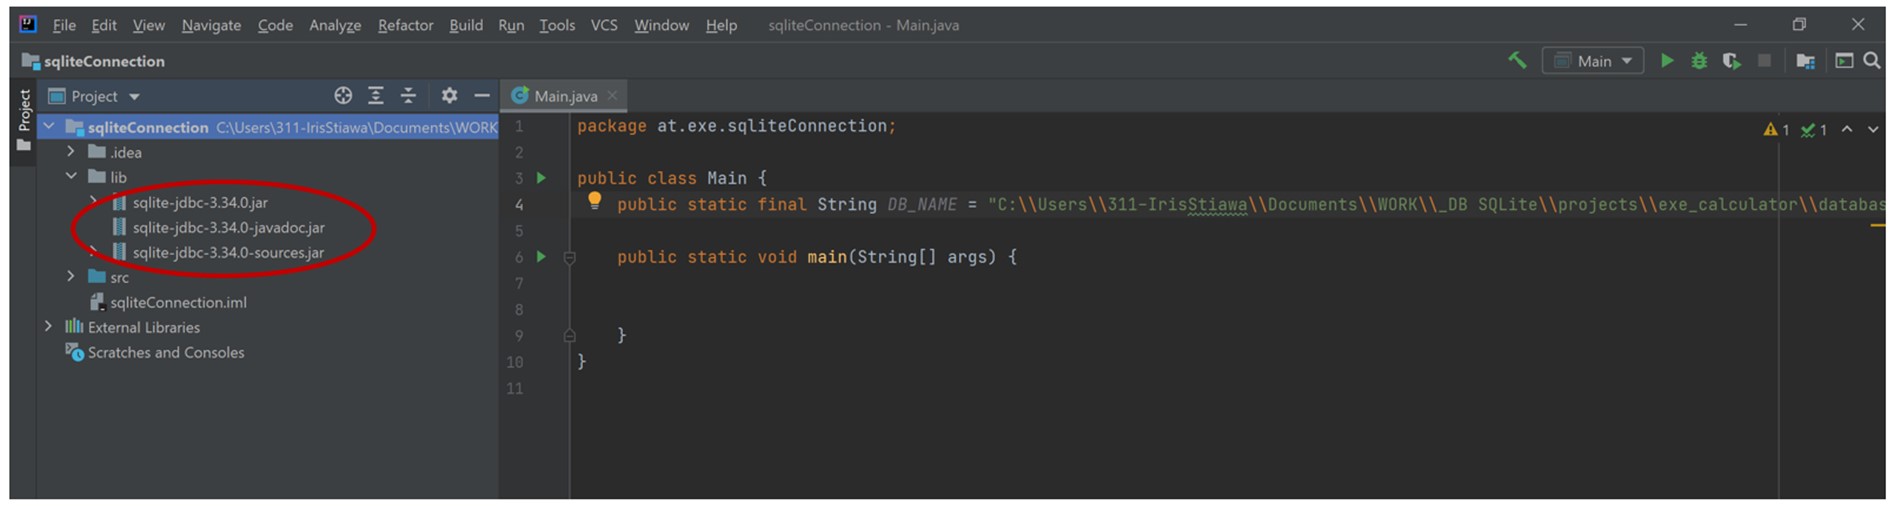 File Edit View Navigate Code Analyze Refactor Build Run Tools VCS Window Help sqliteConnection - Main.java
sqliteConnection
Main
Project
Project
Main.java
sqliteConnection C:\Users\311-IrisStiawa\Documents\WORK
.idea
lib
sqlite-jdbc-3.34.0.jar
sqlite-jdbc-3.34.0-javadoc.jar
sqlite-jdbc-3.34.0-sources.jar
src
sqliteConnection.iml
External Libraries
Scratches and Consoles
1 package at.exe.sqliteConnection;
1 1
2
3 public class Main {
4 public static final String DB_NAME = "C:\\Users\\311-IrisStiawa\\Documents\\WORK\\_DB SQLite\\projects\\exe_calculator\\databas
5
6 public static void main(String[] args) {
7
8
9 }
10 }
11